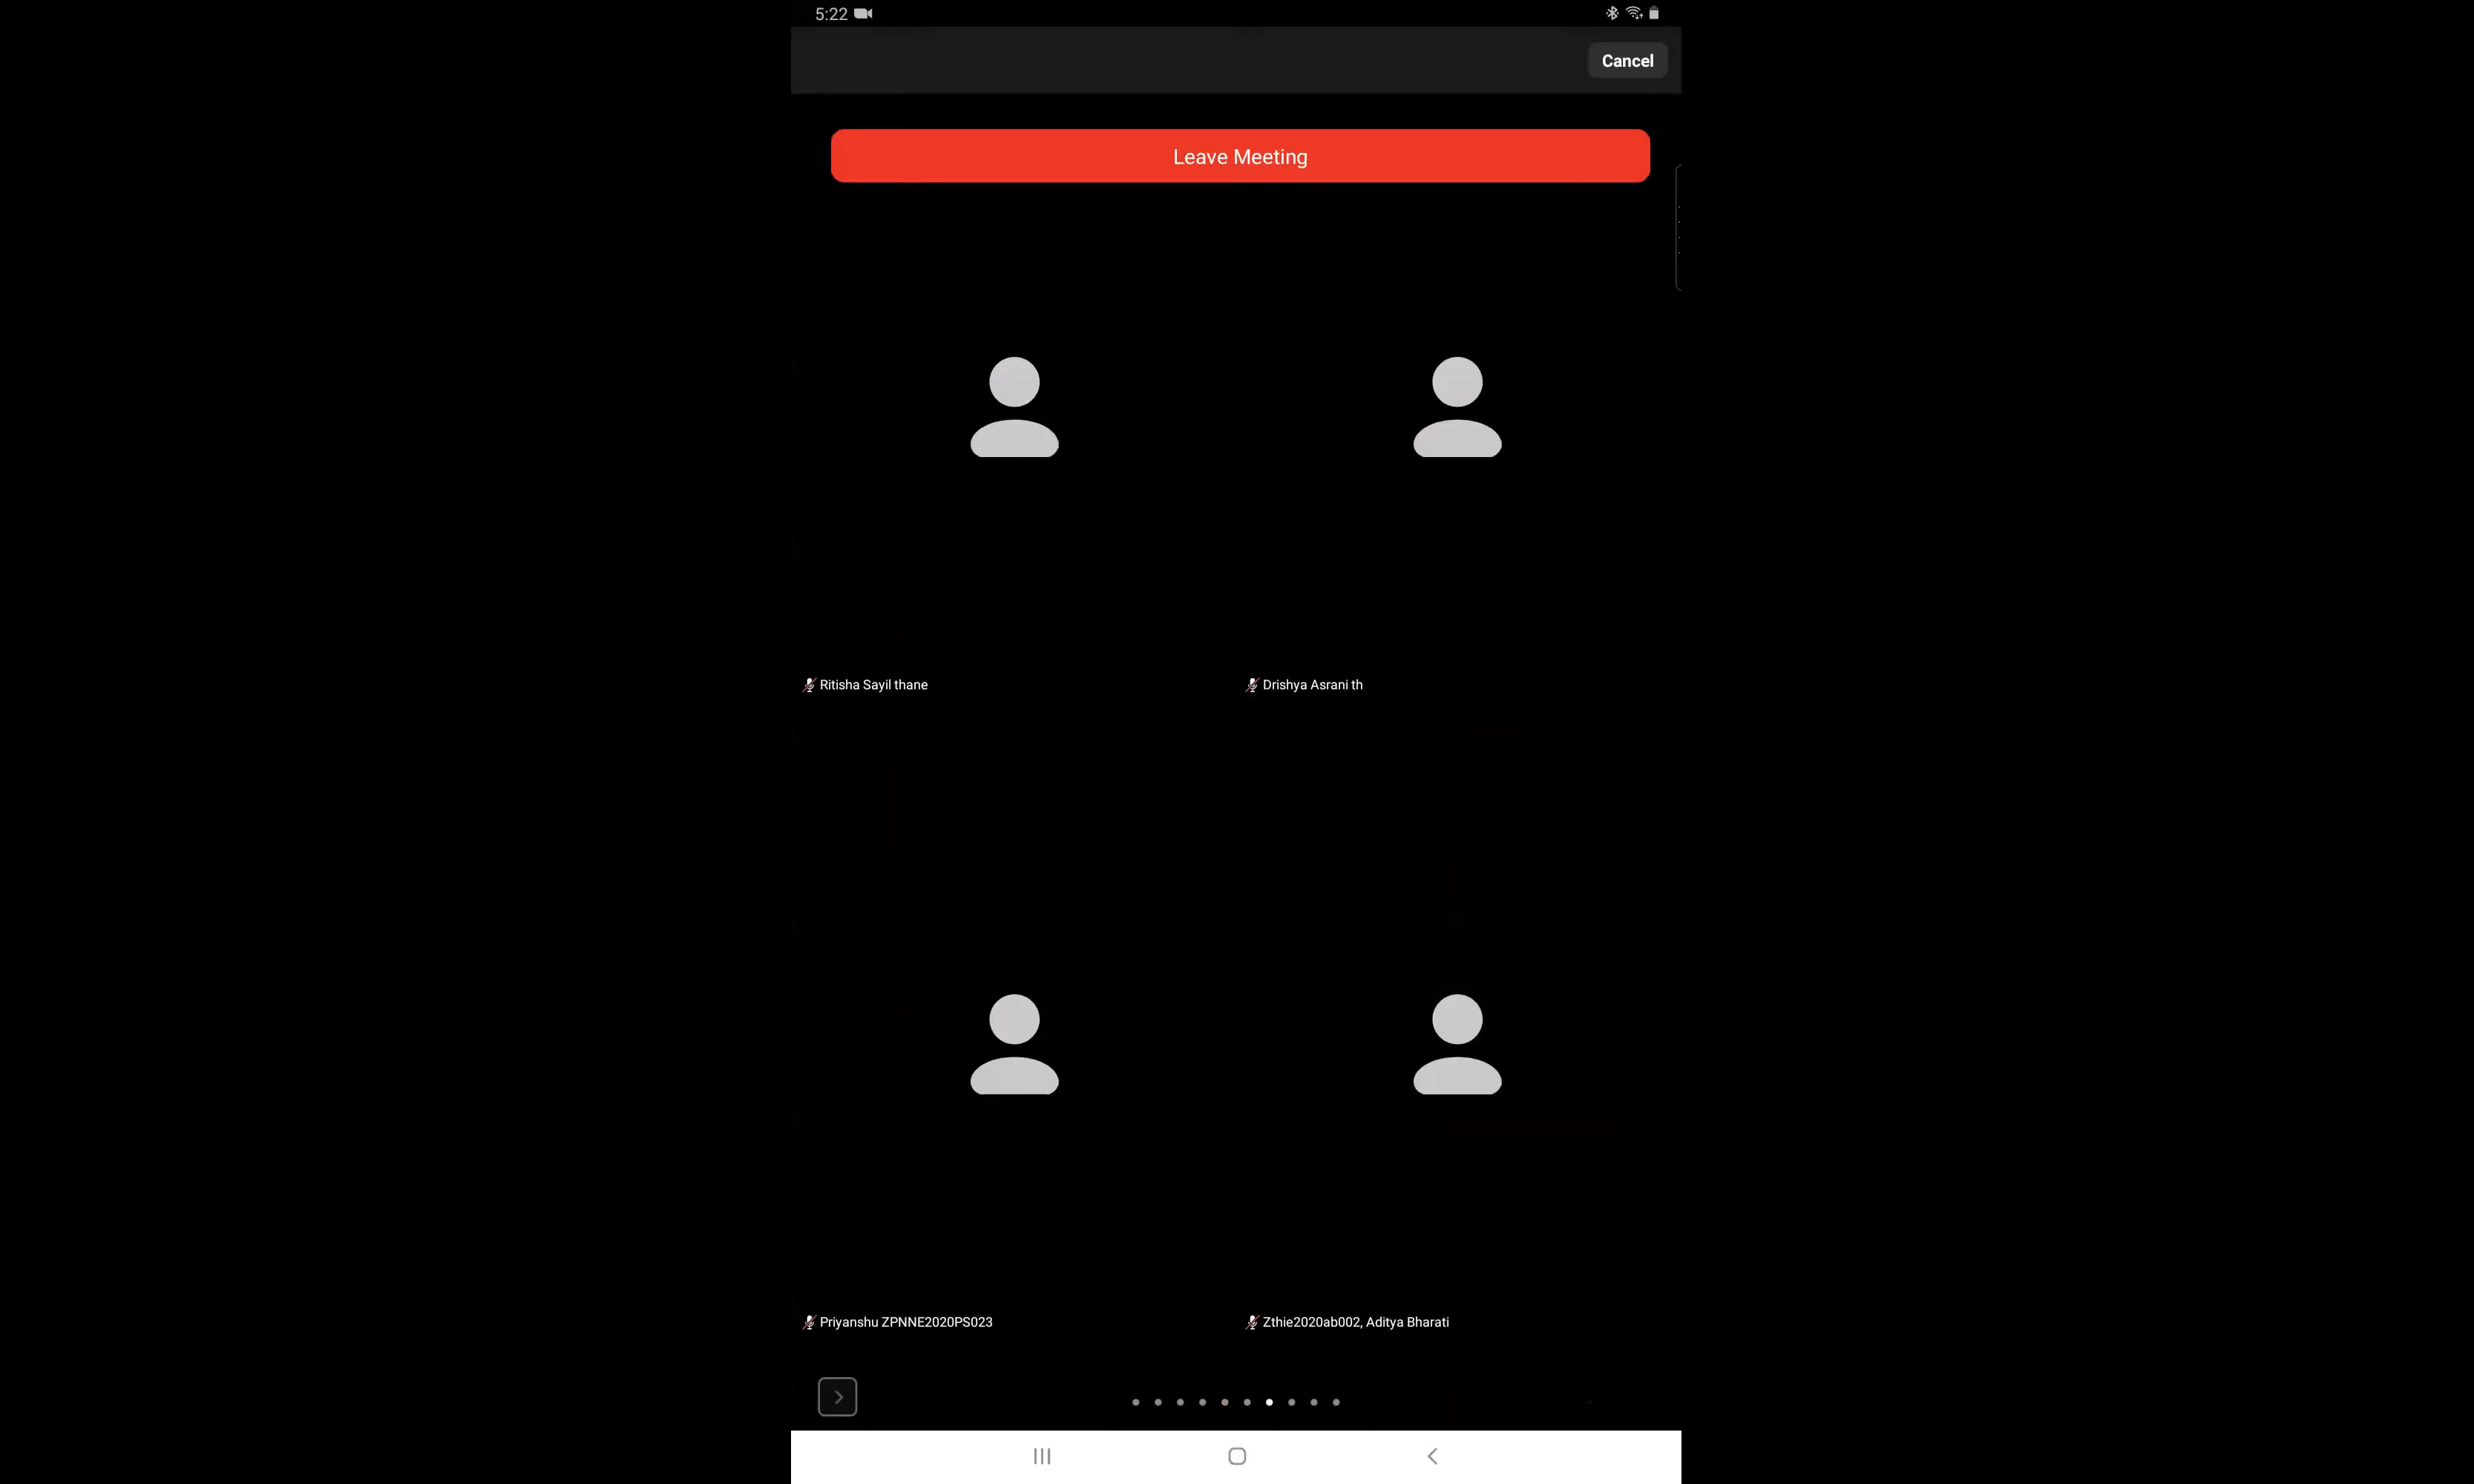 5:22
Cancel
Leave Meeting
Ritisha Sayil thane
Drishya Asrani th
Priyanshu ZPNNE2020PS023
Zthie2020ab002, Aditya Bharati